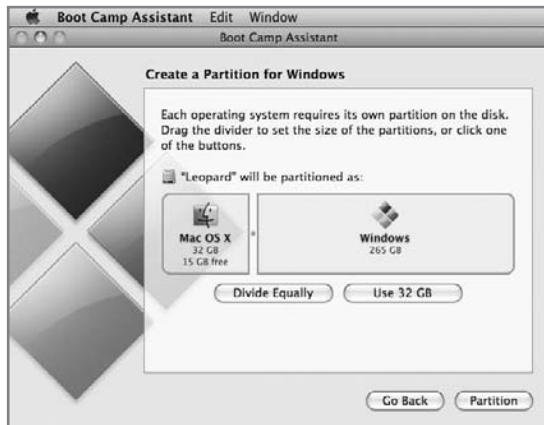 Boot Camp Assistant Edit Window
Boot Camp Assistant
Create a Partition for Windows
Each operating system requires its own partition on the disk.
Drag the divider to set the size of the partitions, or click one
of the buttons.
"Leopard" will be partitioned as:
Mac OS X
32 GB
15 GB free
Windows
265 GB
Divide Equally
Use 32 GB
Go Back
Partition